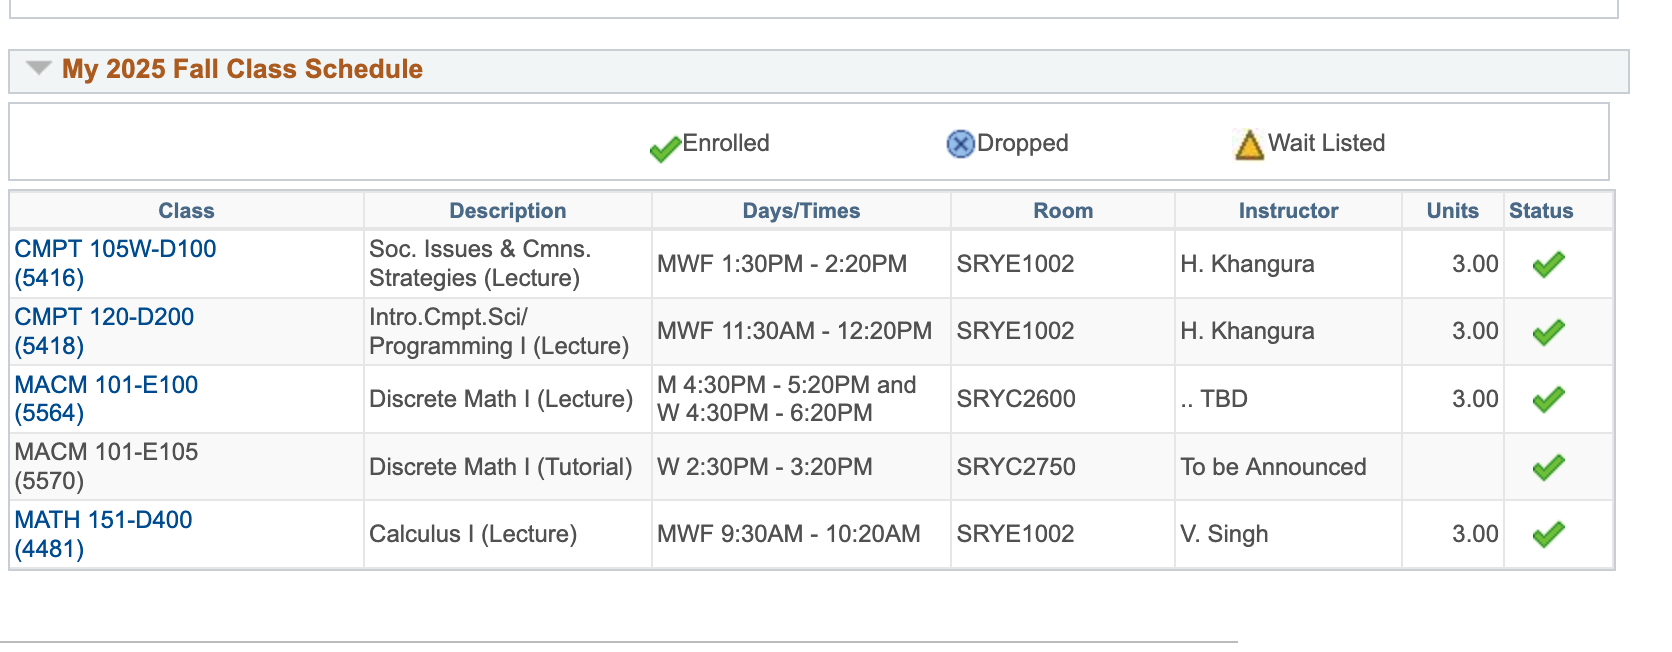 My 2025 Fall Class Schedule
Enrolled Dropped Wait Listed
Class Description Days/Times Room Instructor Units Status
CMPT 105W-D100
(5416)
Soc. Issues & Cmns.
Strategies (Lecture)
MWF 1:30PM - 2:20PM
SRYE1002
H. Khangura
3.00
CMPT 120-D200
(5418)
Intro.Cmpt.Sci/
Programming I (Lecture)
MWF 11:30AM - 12:20PM
SRYE1002
H. Khangura
3.00
MACM 101-E100
(5564)
Discrete Math I (Lecture)
M 4:30PM - 5:20PM and
W 4:30PM - 6:20PM
SRYC2600
.. TBD
3.00
MACM 101-E105
(5570)
Discrete Math I (Tutorial)
W 2:30PM - 3:20PM
SRYC2750
To be Announced
MATH 151-D400
(4481)
Calculus I (Lecture)
MWF 9:30AM - 10:20AM
SRYE1002
V. Singh
3.00